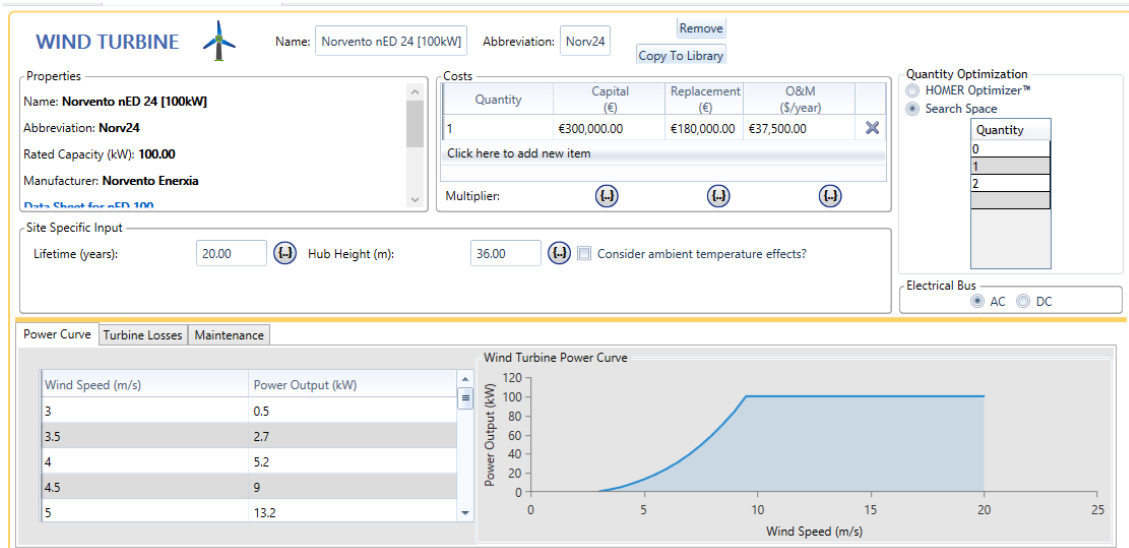 WIND TURBINE
Name: Norvento nED 24 [100kW] Abbreviation: Norv24
Remove
Copy To Library
Properties
Name: Norvento nED 24 [100kW]
Abbreviation: Norv24
Rated Capacity (kW): 100.00
Manufacturer: Norvento Enerxia
Data Sheet for nED 100
Costs
Quantity Capital (€) Replacement (€) O&M ($/year)
1 €300,000.00 €180,000.00 €37,500.00
Click here to add new item
Multiplier: {..} {..} {..}
Quantity Optimization
HOMER Optimizer™
Search Space
Quantity
0
1
2
Site Specific Input
Lifetime (years): 20.00 {..} Hub Height (m): 36.00 {..} Consider ambient temperature effects?
Electrical Bus
AC DC
Power Curve Turbine Losses Maintenance
Wind Speed (m/s) Power Output (kW)
3 0.5
3.5 2.7
4 5.2
4.5 9
5 13.2
Wind Turbine Power Curve
Power Output (kW)
120
100
80
60
40
20
0
0 5 10 15 20 25
Wind Speed (m/s)